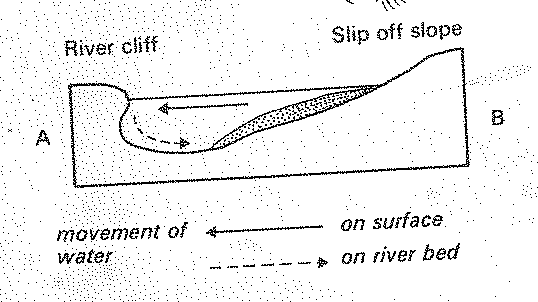 River cliff
Slip off slope
A
B
movement of on surface
water on river bed